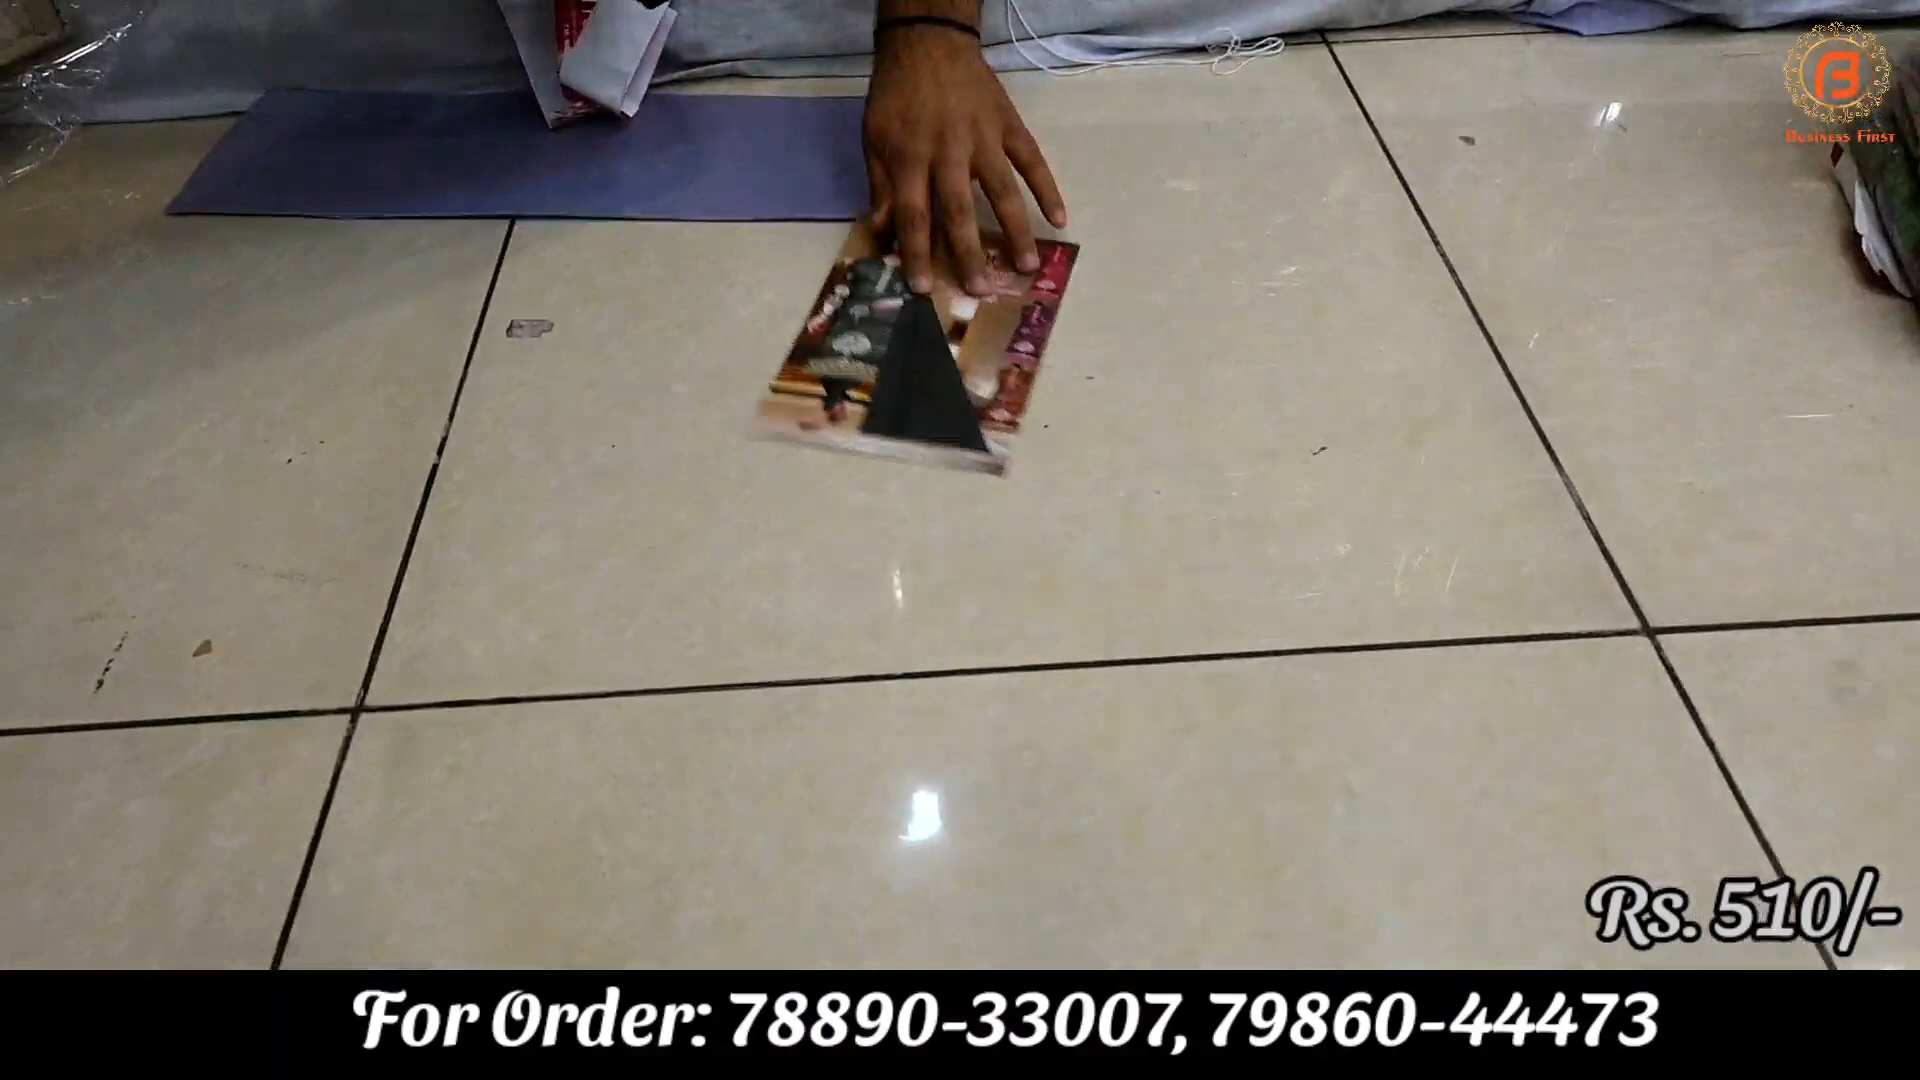 Business First
Rs. 510/-
For Order: 78890-33007, 79860-44473